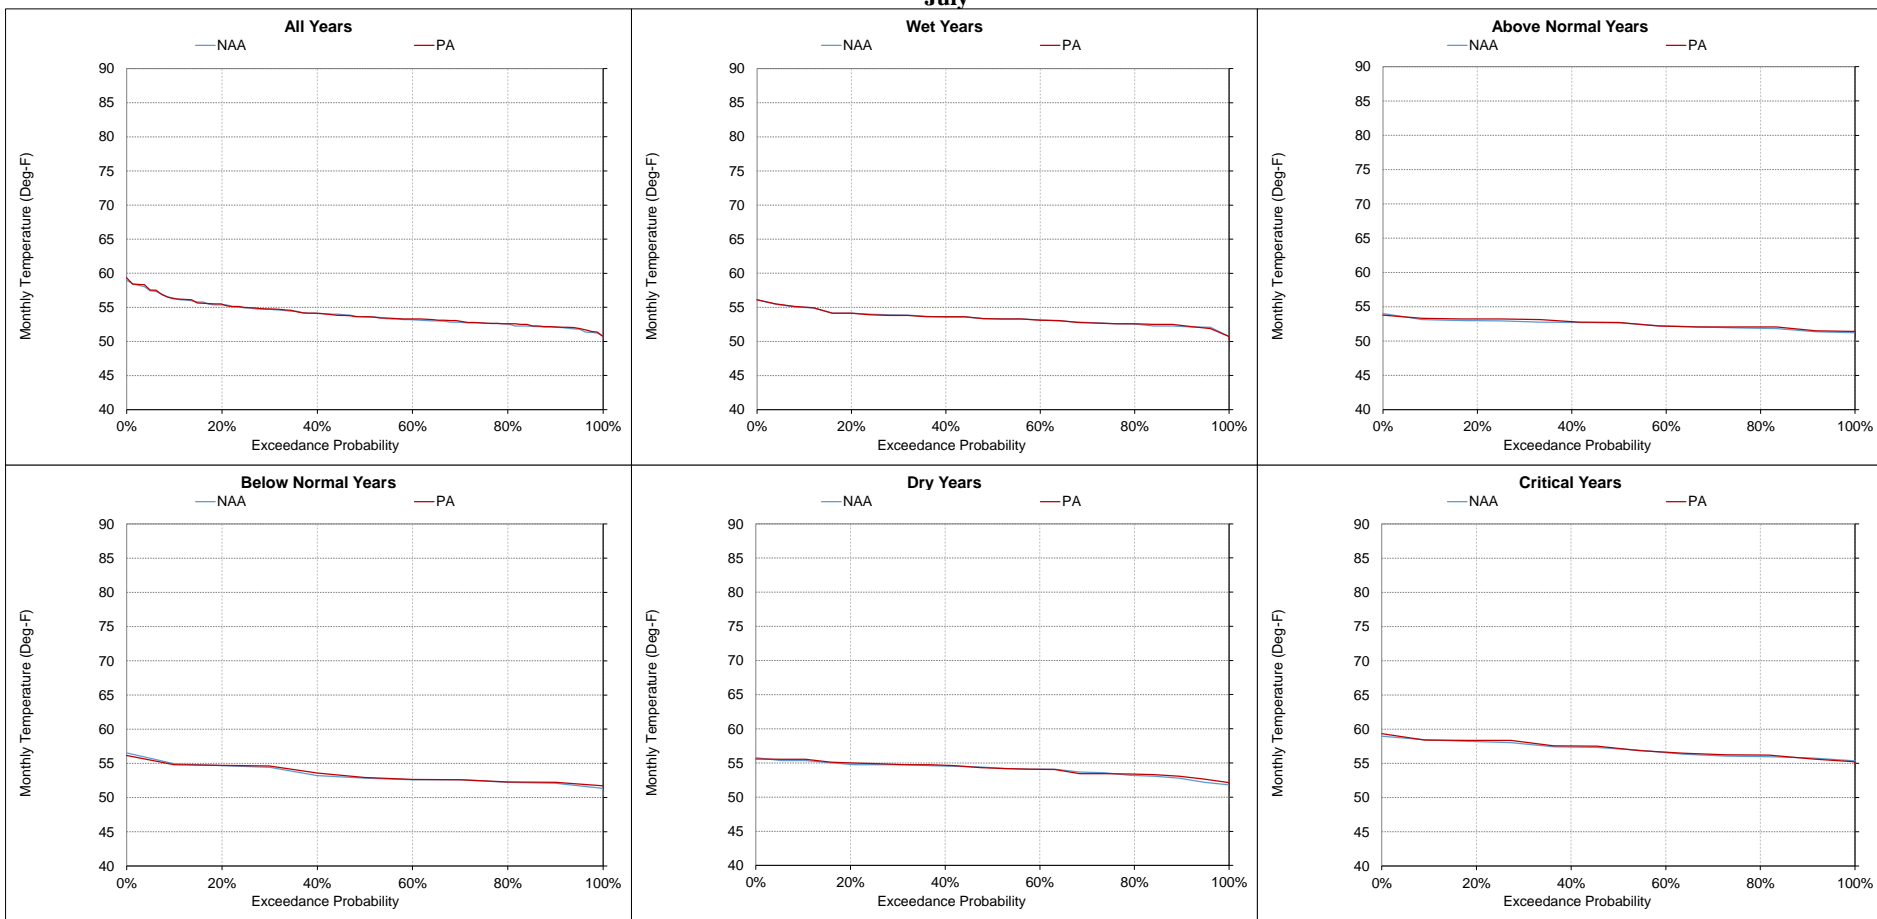 July
All Years
NAA PA
90
85
80
75
70
65
60
55
50
45
40
Monthly Temperature (Deg-F)
0% 20% 40% 60% 80% 100%
Exceedance Probability
Wet Years
NAA PA
90
85
80
75
70
65
60
55
50
45
40
Monthly Temperature (Deg-F)
0% 20% 40% 60% 80% 100%
Exceedance Probability
Above Normal Years
NAA PA
90
85
80
75
70
65
60
55
50
45
40
Monthly Temperature (Deg-F)
0% 20% 40% 60% 80% 100%
Exceedance Probability
Below Normal Years
NAA PA
90
85
80
75
70
65
60
55
50
45
40
Monthly Temperature (Deg-F)
0% 20% 40% 60% 80% 100%
Exceedance Probability
Dry Years
NAA PA
90
85
80
75
70
65
60
55
50
45
40
Monthly Temperature (Deg-F)
0% 20% 40% 60% 80% 100%
Exceedance Probability
Critical Years
NAA PA
90
85
80
75
70
65
60
55
50
45
40
Monthly Temperature (Deg-F)
0% 20% 40% 60% 80% 100%
Exceedance Probability